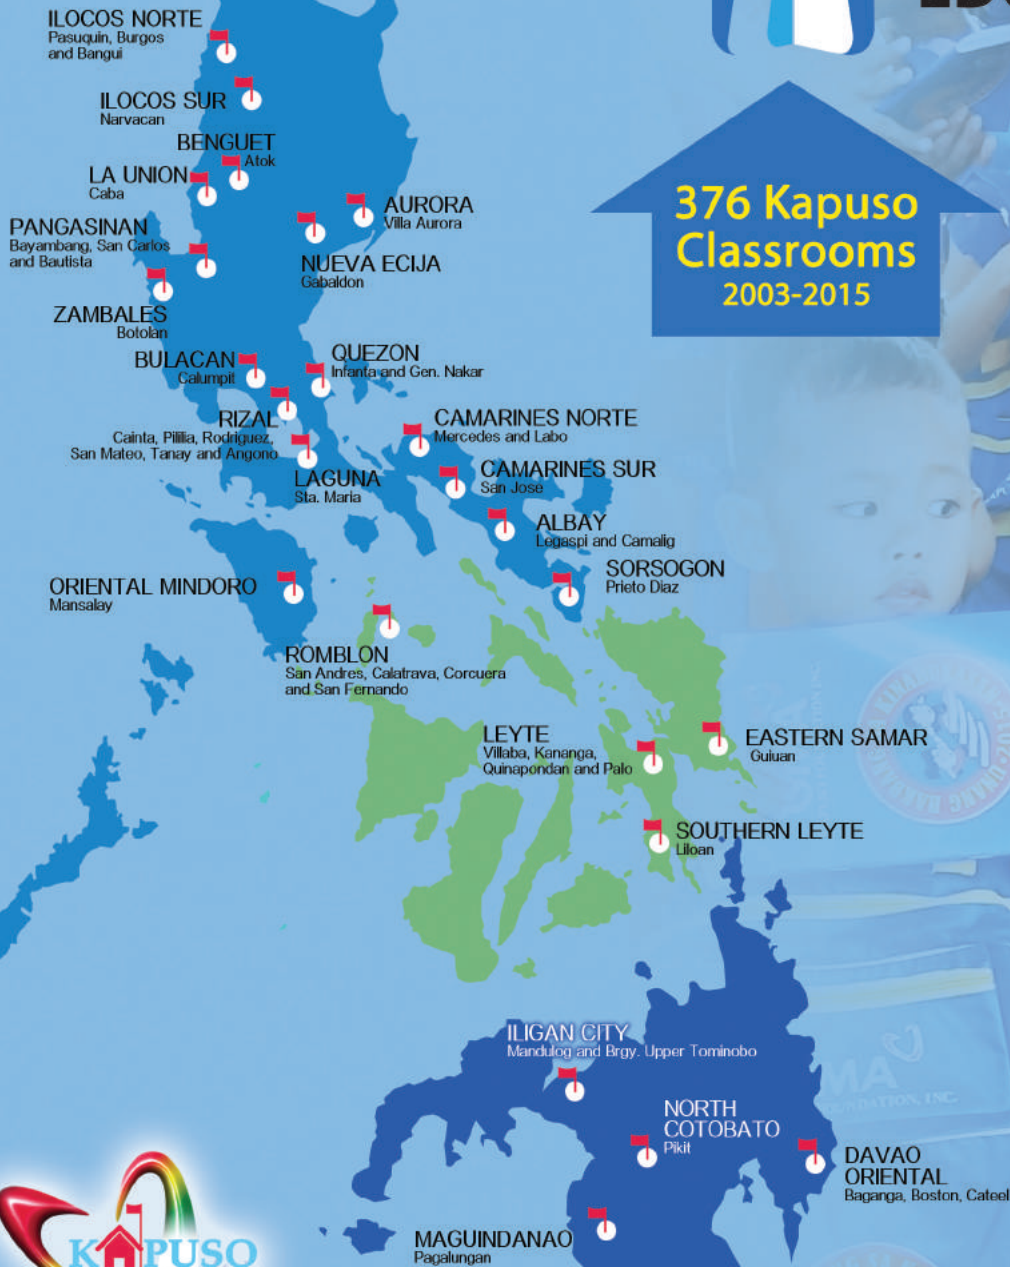 ILOCOS NORTE
Pasuquin, Burgos
and Bangui
ILOCOS SUR
Narvacan
BENGUET
Atok
LA UNION
Caba
AURORA
Villa Aurora
PANGASINAN
Bayambang, San Carlos
and Bautista
NUEVA ECIJA
Gabaldon
ZAMBALES
Botolan
376 Kapuso
Classrooms
2003-2015
BULACAN
Calumpit
QUEZON
Infanta and Gen. Nakar
RIZAL
Cainta, Pililia, Rodriguez,
San Mateo, Tanay and Angono
CAMARINES NORTE
Mercedes and Labo
LAGUNA
Sta. Maria
CAMARINES SUR
San Jose
ALBAY
Legaspi and Camalig
SORSOGON
Prieto Diaz
ORIENTAL MINDORO
Mansalay
ROMBLON
San Andres, Calatrava, Corcuera
and San Fernando
LEYTE
Villaba, Kananga,
Quinapondan and Palo
EASTERN SAMAR
Guiuan
SOUTHERN LEYTE
Liloan
ILIGAN CITY
Mandulog and Brgy. Upper Tominobo
NORTH
COTOBATO
Pikit
DAVAO
ORIENTAL
Baganga, Boston, Cateel
MAGUINDANAO
Pagalungan
KAPUSO